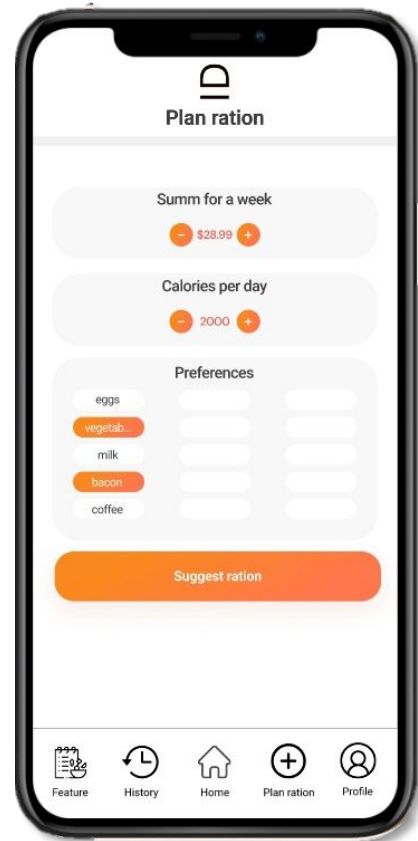 Plan ration
Summ for a week
- $28.99 +
Calories per day
- 2000 +
Preferences
eggs
vegetab...
milk
bacon
coffee
Suggest ration
Feature History Home Plan ration Profile